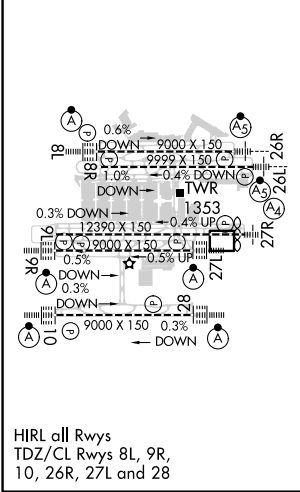 A
P
0.6%
A5
DOWN
9000 X 150
26R
8L
P
9999 X 150
P
8R
1.0%
0.4% DOWN
P
26L
DOWN
TWR
A5
1353
A4
0.3% DOWN
0.4% UP
P
12390 X 150
27R
9L
P
P
9000 X 150
P
9R
0.5%
0.5% UP
27L
DOWN
A
A
0.3%
DOWN
P
28
P
9000 X 150
0.3%
A
10
DOWN
A
HIRL all Rwys
TDZ/CL Rwys 8L, 9R,
10, 26R, 27L and 28